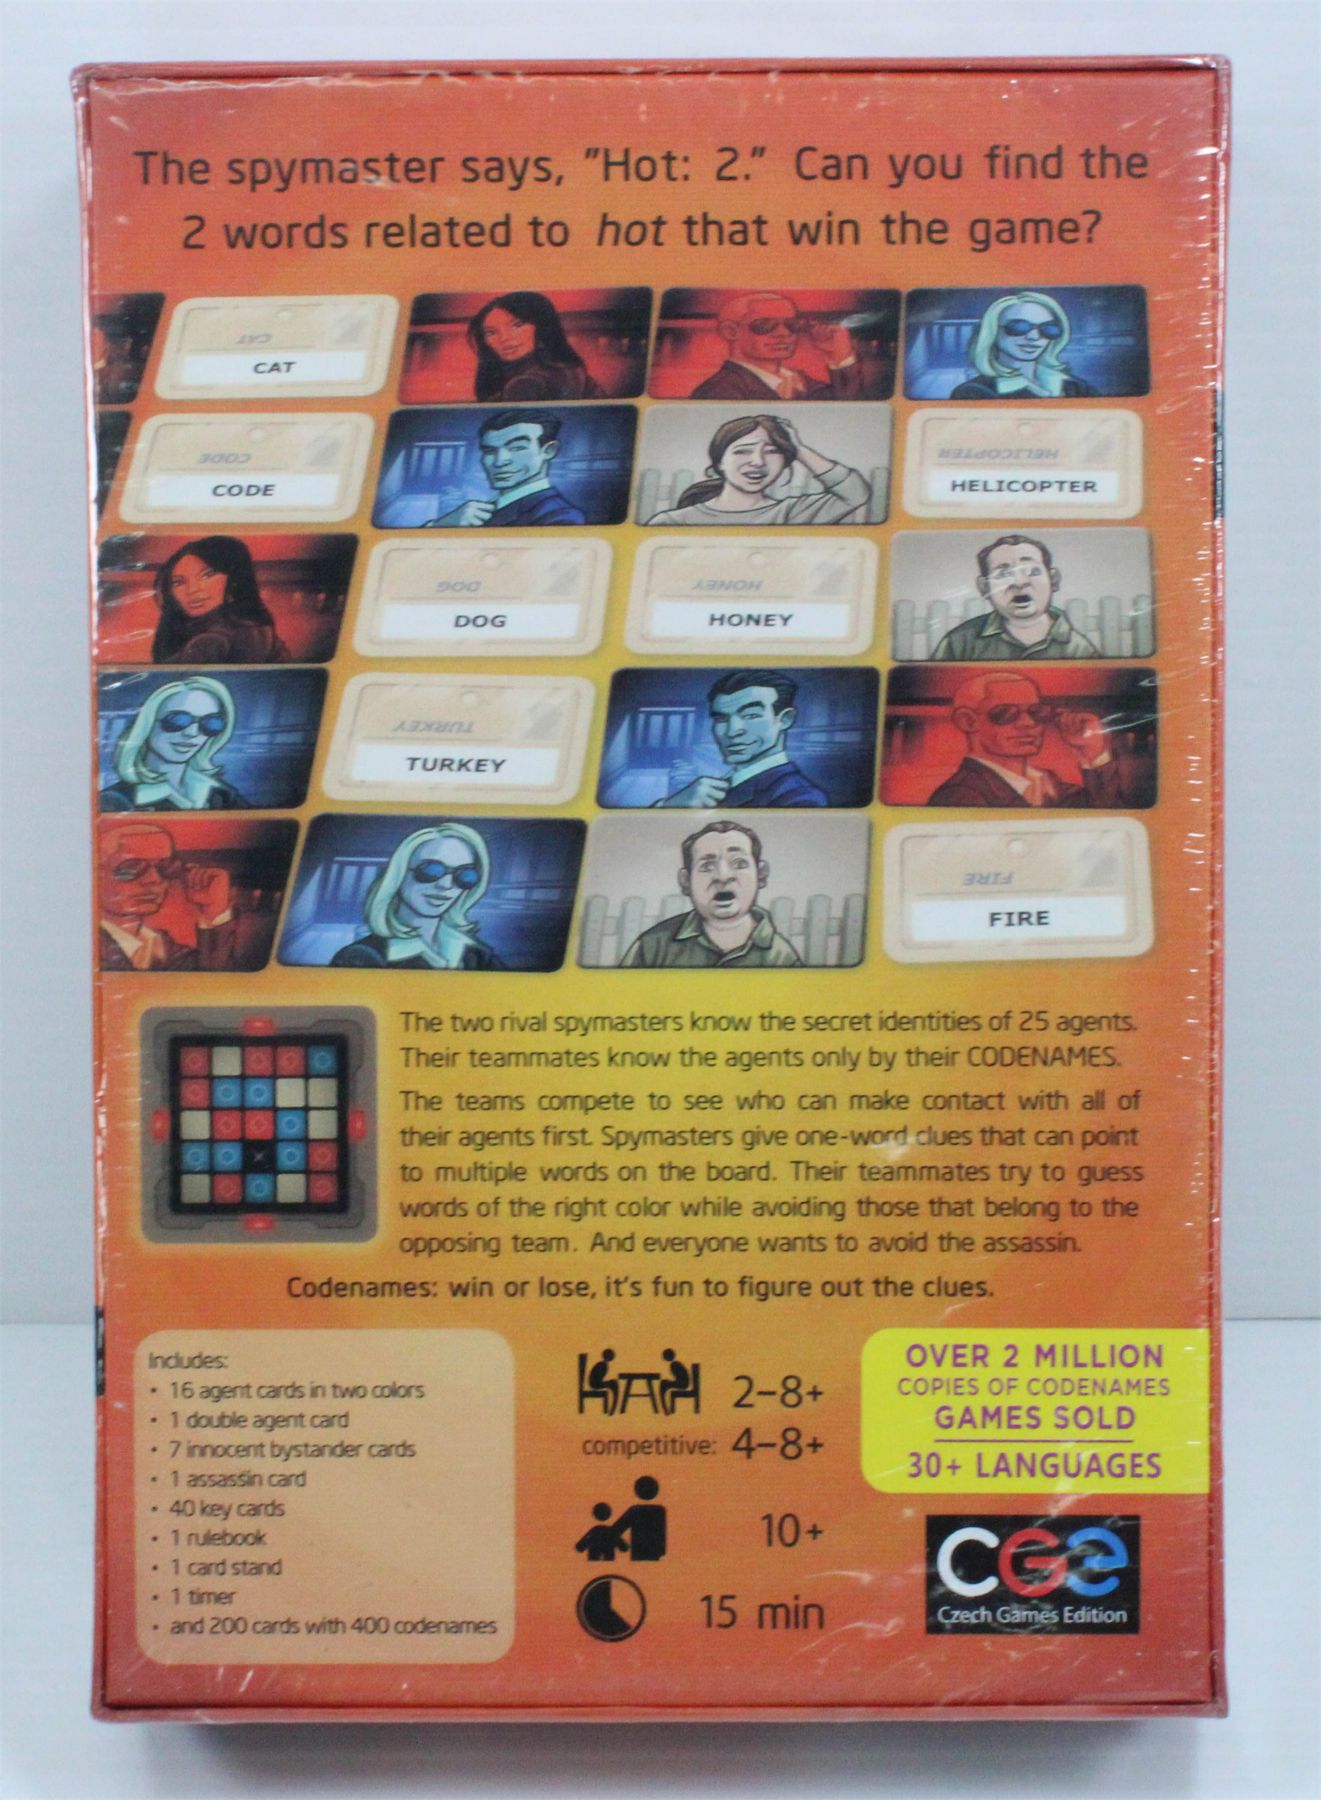 The spymaster says, "Hot: 2." Can you find the
2 words related to hot that win the game?
CAT
CAT
CODE
CODE
HELICOPTER
HELICOPTER
DOG
DOG
HONEY
HONEY
TURKEY
TURKEY
FIRE
FIRE
The two rival spymasters know the secret identities of 25 agents.
Their teammates know the agents only by their CODENAMES.
The teams compete to see who can make contact with all of
their agents first. Spymasters give one-word clues that can point
to multiple words on the board. Their teammates try to guess
words of the right color while avoiding those that belong to the
opposing team. And everyone wants to avoid the assassin.
Codenames: win or lose, it's fun to figure out the clues.
Includes:
• 16 agent cards in two colors
• 1 double agent card
• 7 innocent bystander cards
• 1 assassin card
• 40 key cards
• 1 rulebook
• 1 card stand
• 1 timer
• and 200 cards with 400 codenames
2–8+
competitive: 4–8+
10+
15 min
OVER 2 MILLION
COPIES OF CODENAMES
GAMES SOLD
30+ LANGUAGES
CGE
Czech Games Edition